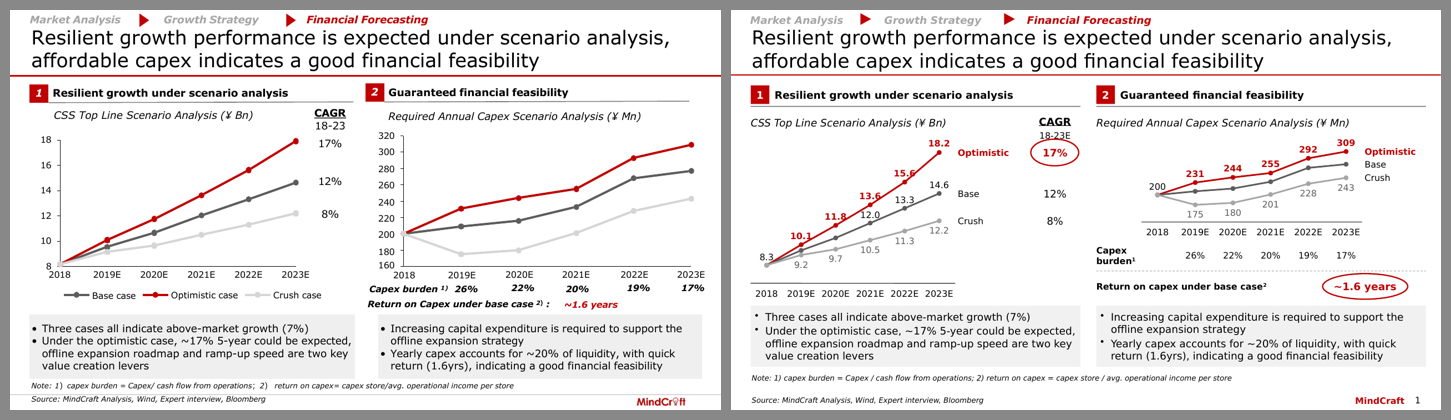 Market Analysis Growth Strategy Financial Forecasting
Resilient growth performance is expected under scenario analysis,
affordable capex indicates a good financial feasibility
1 Resilient growth under scenario analysis
CSS Top Line Scenario Analysis (¥ Bn)
CAGR
18-23
18
16
14
12
10
8
17%
12%
8%
2018 2019E 2020E 2021E 2022E 2023E
Base case Optimistic case Crush case
2 Guaranteed financial feasibility
Required Annual Capex Scenario Analysis (¥ Mn)
320
300
280
260
240
220
200
180
160
2018 2019E 2020E 2021E 2022E 2023E
Capex burden ¹⁾ 26% 22% 20% 19% 17%
Return on Capex under base case ²⁾ : ~1.6 years
• Three cases all indicate above-market growth (7%)
• Under the optimistic case, ~17% 5-year could be expected,
offline expansion roadmap and ramp-up speed are two key
value creation levers
• Increasing capital expenditure is required to support the
offline expansion strategy
• Yearly capex accounts for ~20% of liquidity, with quick
return (1.6yrs), indicating a good financial feasibility
Note: 1) capex burden = Capex/ cash flow from operations; 2) return on capex= capex store/avg. operational income per store
Source: MindCraft Analysis, Wind, Expert interview, Bloomberg
MindCraft
Market Analysis Growth Strategy Financial Forecasting
Resilient growth performance is expected under scenario analysis,
affordable capex indicates a good financial feasibility
1 Resilient growth under scenario analysis
CSS Top Line Scenario Analysis (¥ Bn)
CAGR
18-23E
18.2
Optimistic 17%
15.6
14.6
Base 12%
13.6
13.3
12.0
11.8
12.2
Crush 8%
11.3
10.5
10.1
9.7
9.2
8.3
2018 2019E 2020E 2021E 2022E 2023E
2 Guaranteed financial feasibility
Required Annual Capex Scenario Analysis (¥ Mn)
200 231 244 255 292 309
Optimistic
Base
Crush
175 180 201 228 243
2018 2019E 2020E 2021E 2022E 2023E
Capex
burden¹ 26% 22% 20% 19% 17%
Return on Capex under base case² ~1.6 years
• Three cases all indicate above-market growth (7%)
• Under the optimistic case, ~17% 5-year could be expected,
offline expansion roadmap and ramp-up speed are two key
value creation levers
• Increasing capital expenditure is required to support the
offline expansion strategy
• Yearly capex accounts for ~20% of liquidity, with quick
return (1.6yrs), indicating a good financial feasibility
Note: 1) capex burden = Capex / cash flow from operations; 2) return on capex = capex store / avg. operational income per store
Source: MindCraft Analysis, Wind, Expert interview, Bloomberg
MindCraft 1